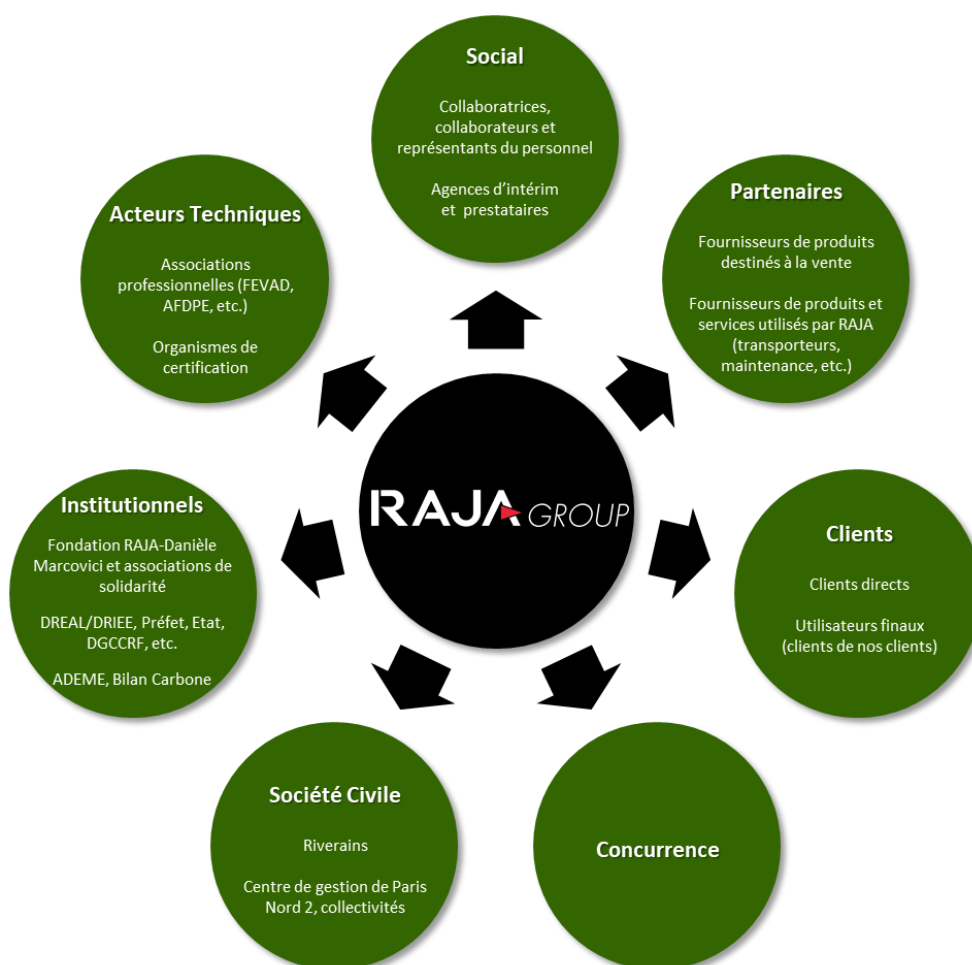 Social
Collaboratrices,
collaborateurs et
représentants du personnel
Agences d’intérim
et prestataires
Partenaires
Fournisseurs de produits
destinés à la vente
Fournisseurs de produits et
services utilisés par RAJA
(transporteurs,
maintenance, etc.)
Clients
Clients directs
Utilisateurs finaux
(clients de nos clients)
Concurrence
Société Civile
Riverains
Centre de gestion de Paris
Nord 2, collectivités
Institutionnels
Fondation RAJA-Danièle
Marcovici et associations de
solidarité
DREAL/DRIEE, Préfet, Etat,
DGCCRF, etc.
ADEME, Bilan Carbone
Acteurs Techniques
Associations
professionnelles (FEVAD,
AFDPE, etc.)
Organismes de
certification
RAJA GROUP